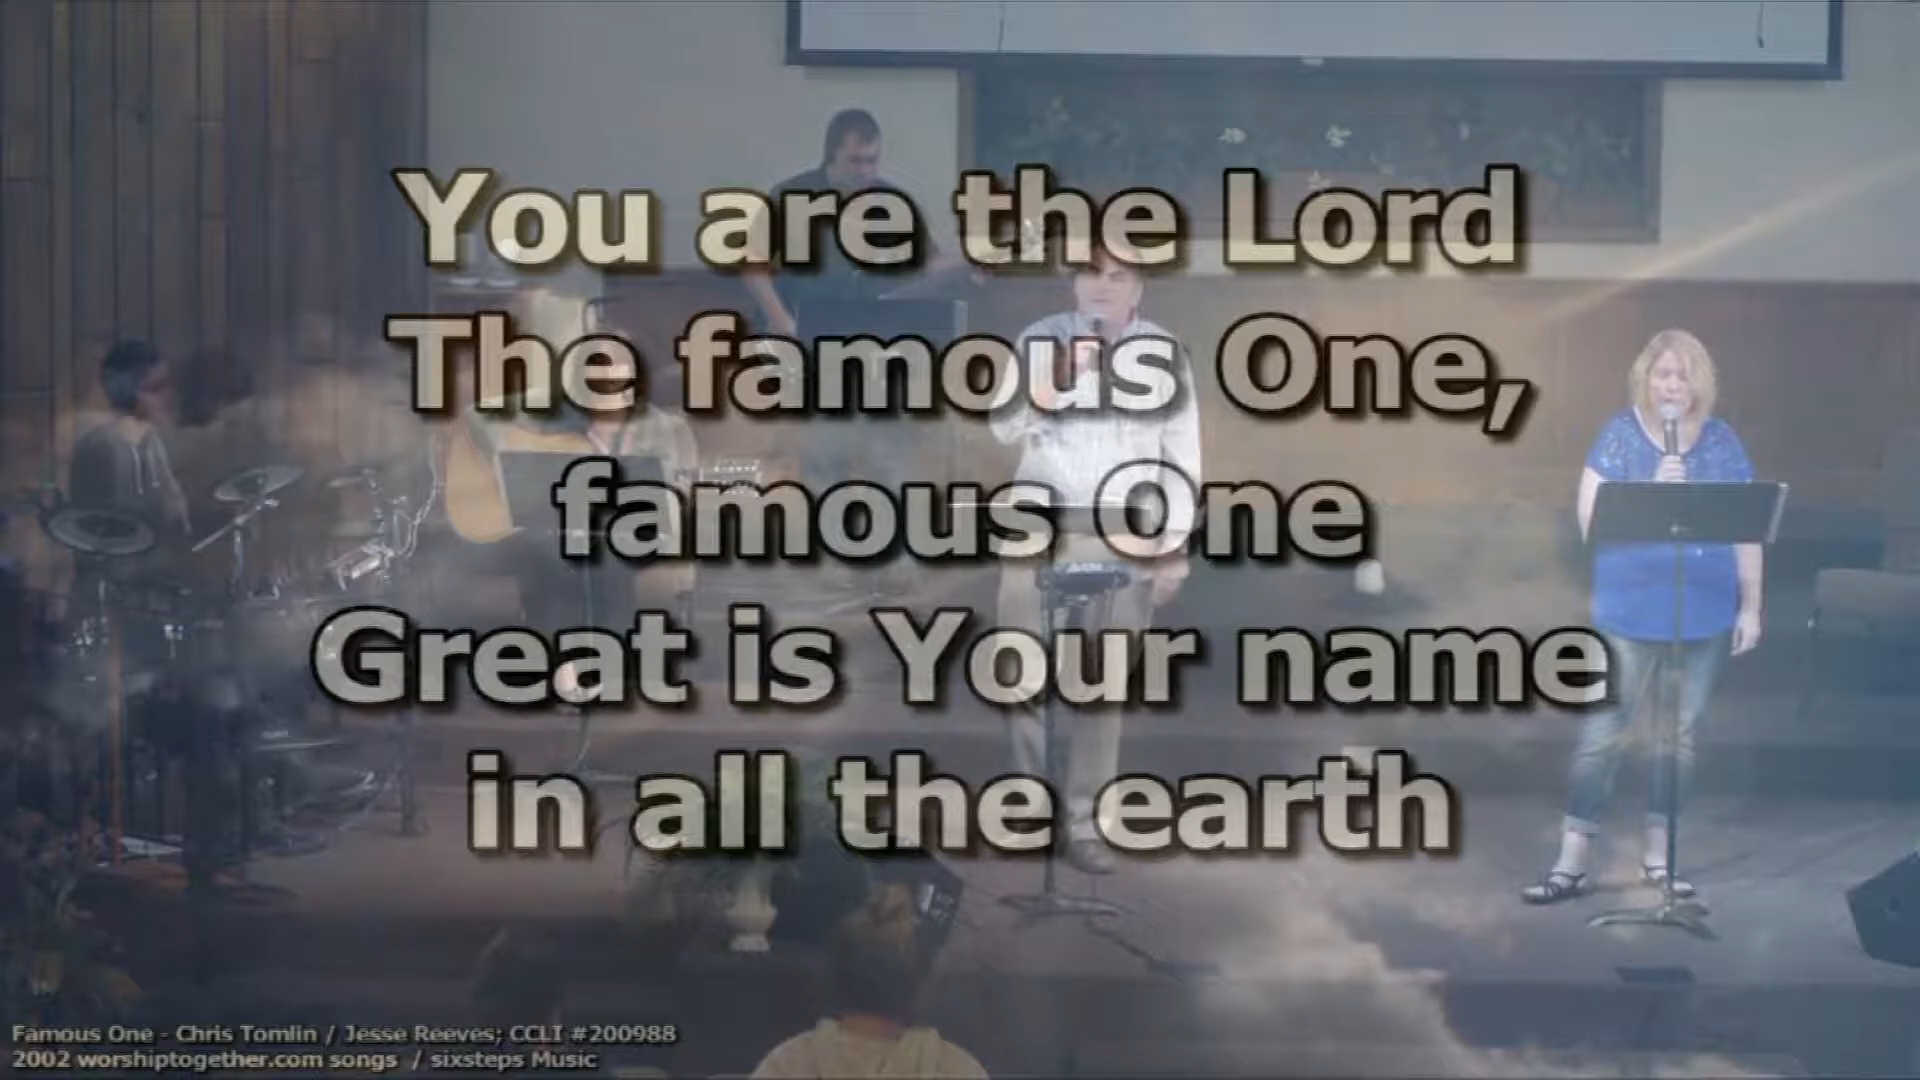 You are the Lord
The famous One,
famous One
Great is Your name
in all the earth
Famous One - Chris Tomlin / Jesse Reeves; CCLI #200988
2002 worshiptogether.com songs / sixsteps Music